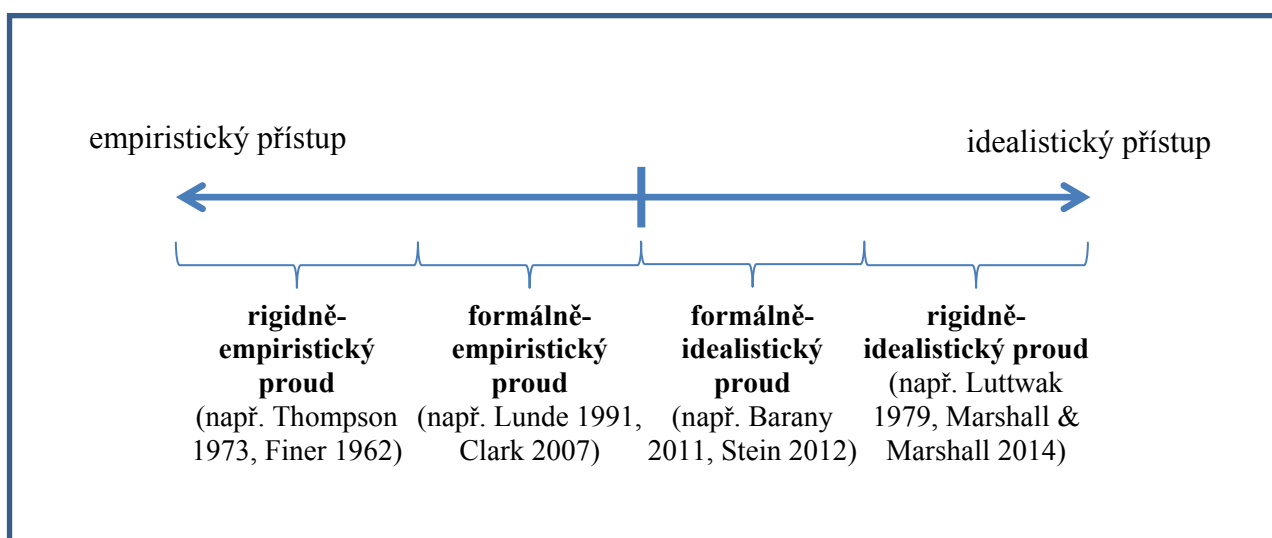 empiristický přístup
idealistický přístup
rigidně-
empiristický
proud
(např. Thompson
1973, Finer 1962)
formálně-
empiristický
proud
(např. Lunde 1991,
Clark 2007)
formálně-
idealistický
proud
(např. Barany
2011, Stein 2012)
rigidně-
idealistický proud
(např. Luttwak
1979, Marshall &
Marshall 2014)